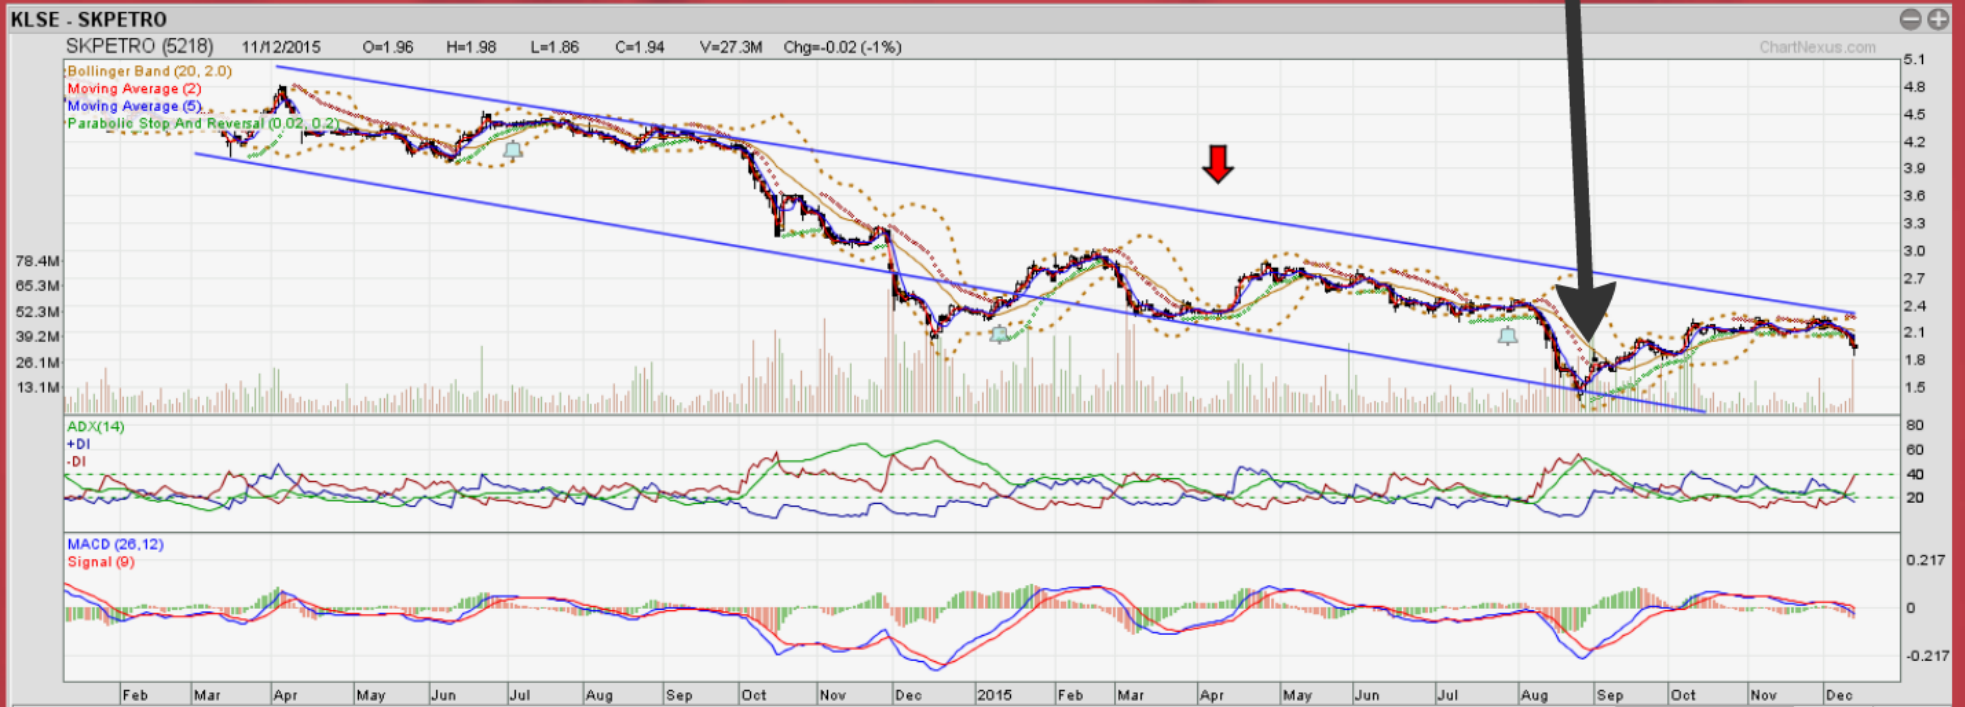 KLSE - SKPETRO
SKPETRO (5218) 11/12/2015 O=1.96 H=1.98 L=1.86 C=1.94 V=27.3M Chg=-0.02 (-1%) ChartNexus.com
Bollinger Band (20, 2.0)
Moving Average (2)
Moving Average (5)
Parabolic Stop And Reversal (0.02, 0.2)
5.1
4.8
4.5
4.2
3.9
3.6
3.3
3.0
2.7
2.4
2.1
1.8
1.5
78.4M
65.3M
52.3M
39.2M
26.1M
13.1M
ADX(14)
+DI
-DI
80
60
40
20
MACD (26,12)
Signal (9)
0.217
0
-0.217
Feb Mar Apr May Jun Jul Aug Sep Oct Nov Dec 2015 Feb Mar Apr May Jun Jul Aug Sep Oct Nov Dec